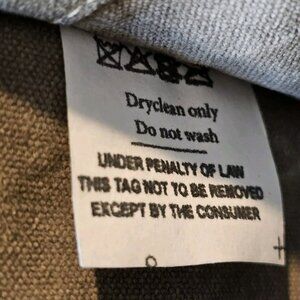 Dryclean only
Do not wash
UNDER PENALTY OF LAW
THIS TAG NOT TO BE REMOVED
EXCEPT BY THE CONSUMER